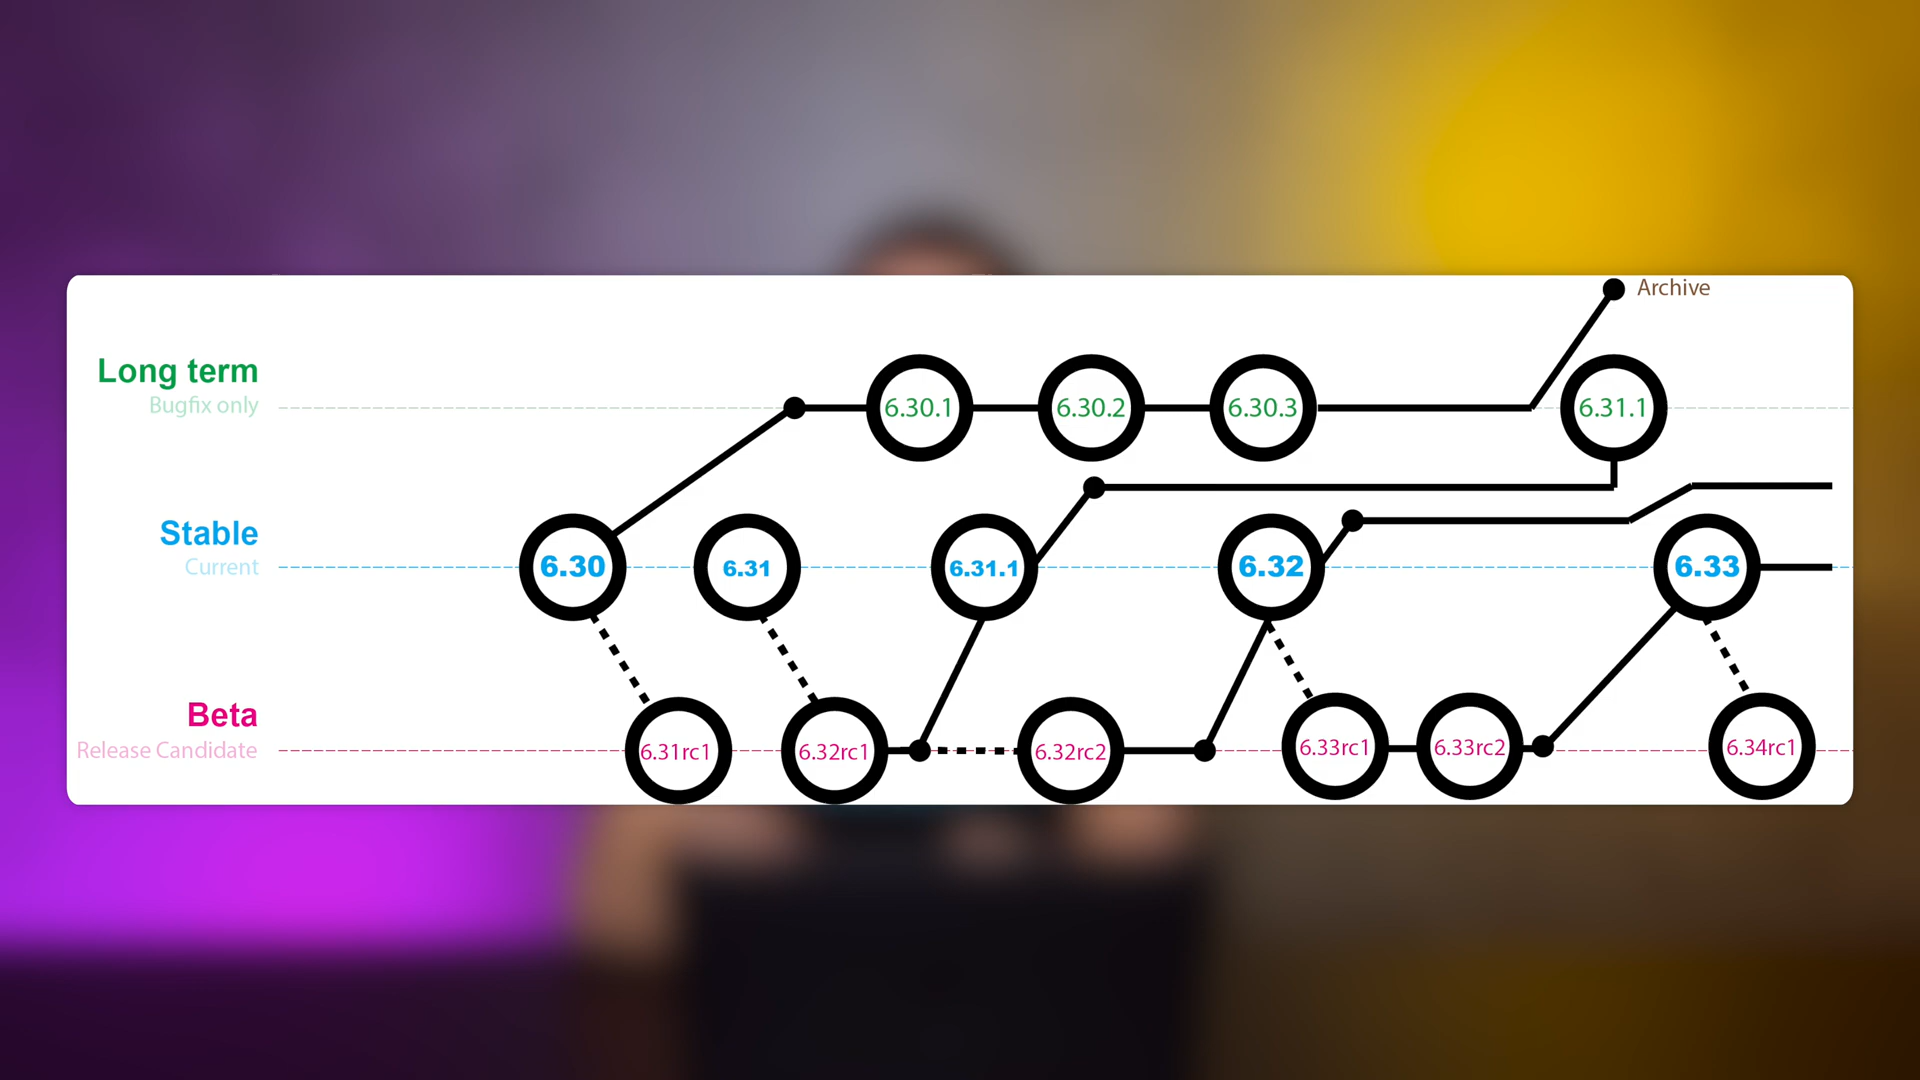 Archive
Long term
Bugfix only
6.30.1
6.30.2
6.30.3
6.31.1
Stable
Current
6.30
6.31
6.31.1
6.32
6.33
Beta
Release Candidate
6.31rc1
6.32rc1
6.32rc2
6.33rc1
6.33rc2
6.34rc1